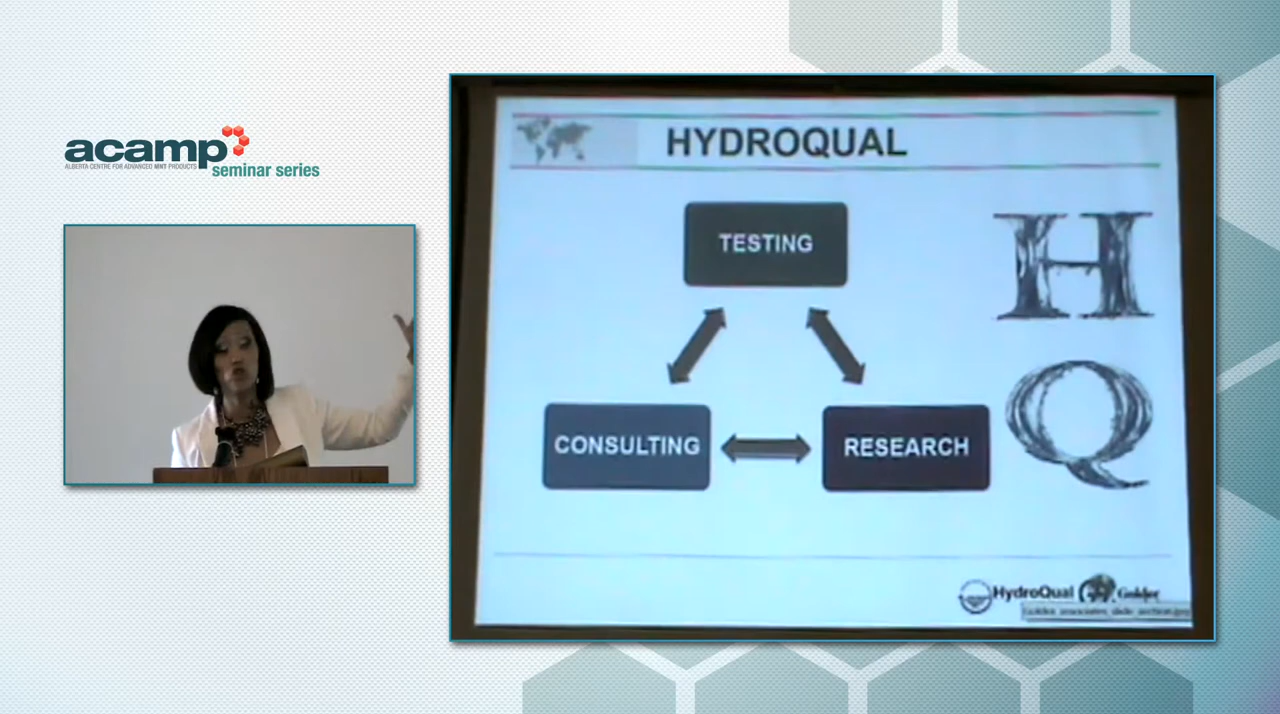 acamp
ALBERTA CENTRE FOR ADVANCED MNT PRODUCTS
seminar series
HYDROQUAL
TESTING
H
CONSULTING
RESEARCH
Q
HydroQual
Golder